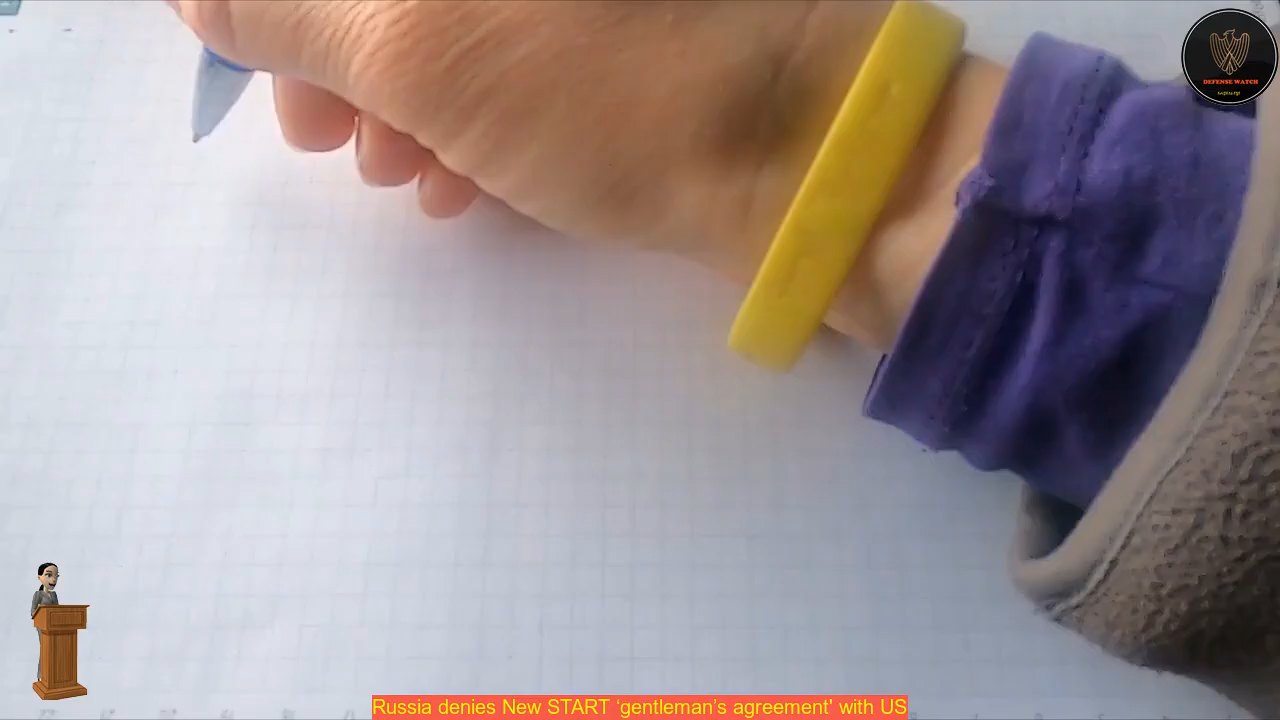 DEFENSE WATCH
Russia denies New START ‘gentleman’s agreement’ with US